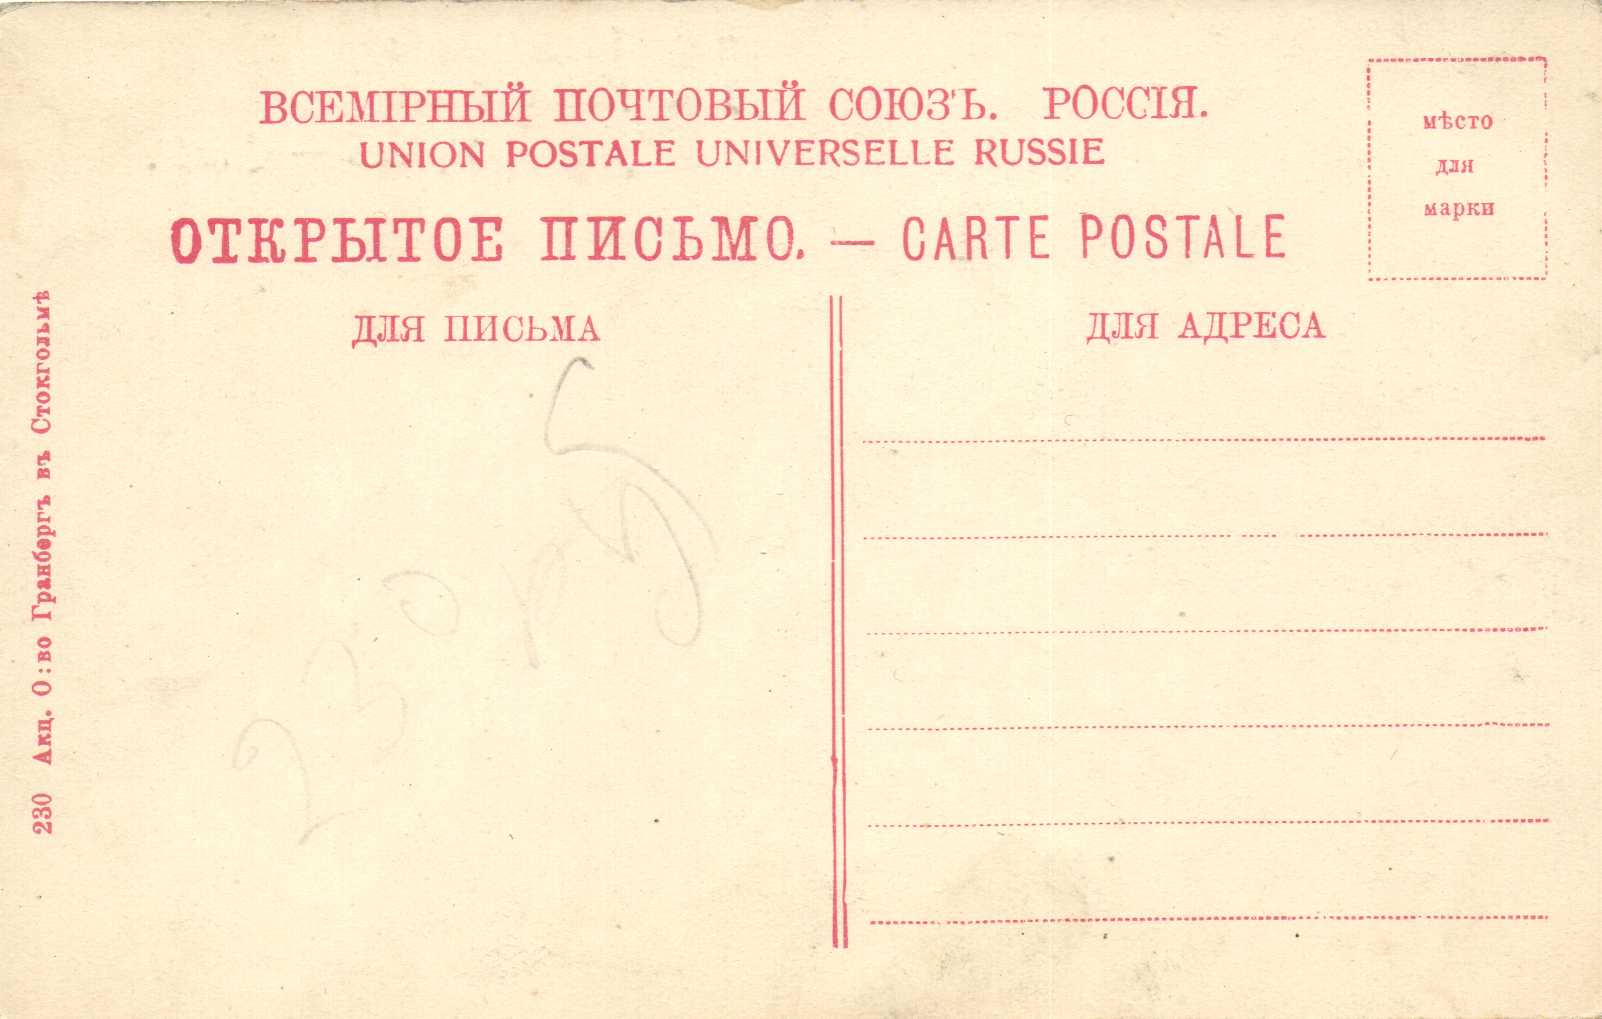 ВСЕМІРНЫЙ ПОЧТОВЫЙ СОЮЗЪ. РОССІЯ.
UNION POSTALE UNIVERSELLE RUSSIE
ОТКРЫТОЕ ПИСЬМО. — CARTE POSTALE
мѣсто
для
марки
ДЛЯ ПИСЬМА
ДЛЯ АДРЕСА
230 Акц. О:во Гранбергъ въ Стокгольмѣ
230